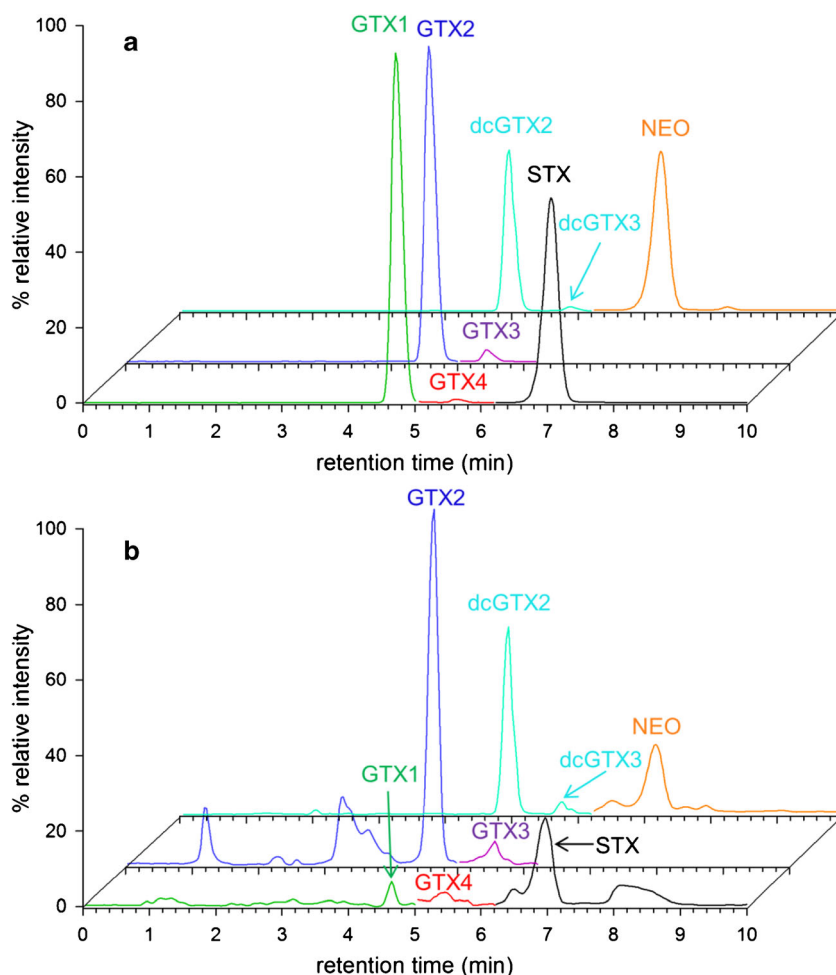 a
GTX1 GTX2
dcGTX2
NEO
STX
dcGTX3
GTX3
GTX4
% relative intensity
100
80
60
40
20
0
0 1 2 3 4 5 6 7 8 9 10
retention time (min)
b
GTX2
dcGTX2
NEO
dcGTX3
GTX1
GTX3
STX
GTX4
% relative intensity
100
80
60
40
20
0
0 1 2 3 4 5 6 7 8 9 10
retention time (min)